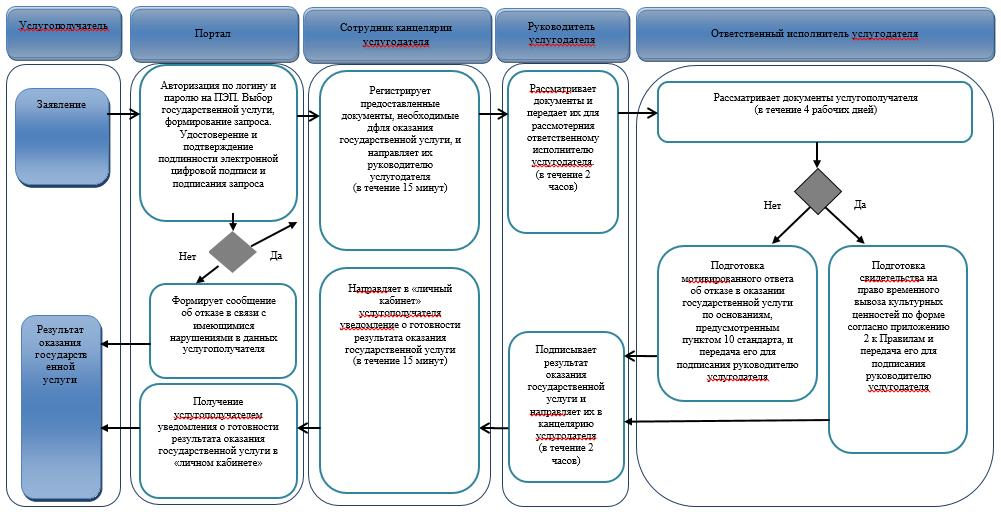 Услугополучатель
Портал
Сотрудник канцелярии
услугодателя
Руководитель
услугодателя
Ответственный исполнитель услугодателя
Заявление
Авторизация по логину и
паролю на ПЭП. Выбор
государственной услуги,
формирование запроса.
Удостоверение и
подтверждение
подлинности электронной
цифровой подписи и
подписания запроса
Нет
Да
Формирует сообщение
об отказе в связи с
имеющимися
нарушениями в данных
услугополучателя
Получение
услугополучателем
уведомления о готовности
результата оказания
государственной услуги в
«личном кабинете»
Регистрирует
предоставленные
документы, необходимые
дфля оказания
государственной услуги, и
направляет их
руководителю
услугодателя
(в течение 15 минут)
Направляет в «личный
кабинет»
услугополучателя
уведомление о готовности
результата оказания
государственной услуги
(в течение 15 минут)
Рассматривает
документы и
передает их для
рассмотерния
ответственному
исполнителю
услугодателя
(в течение 2
часов)
Подписывает
результат
оказания
государственной
услуги и
направляет их в
канцелярию
услугодателя
(в течение 2
часов)
Рассматривает документы услугополучателя
(в течение 4 рабочих дней)
Нет
Да
Подготовка
мотивированного ответа
об отказе в оказании
государственной услуги
по основаниям,
предусмотренным
пунктом 10 стандарта, и
передача его для
подписания руководителю
услугодателя
Подготовка
свидетельства на
право временного
вывоза культурных
ценностей по форме
согласно приложению
2 к Правилам и
передача его для
подписания
руководителю
услугодателя
Результат
оказания
государств
енной
услуги